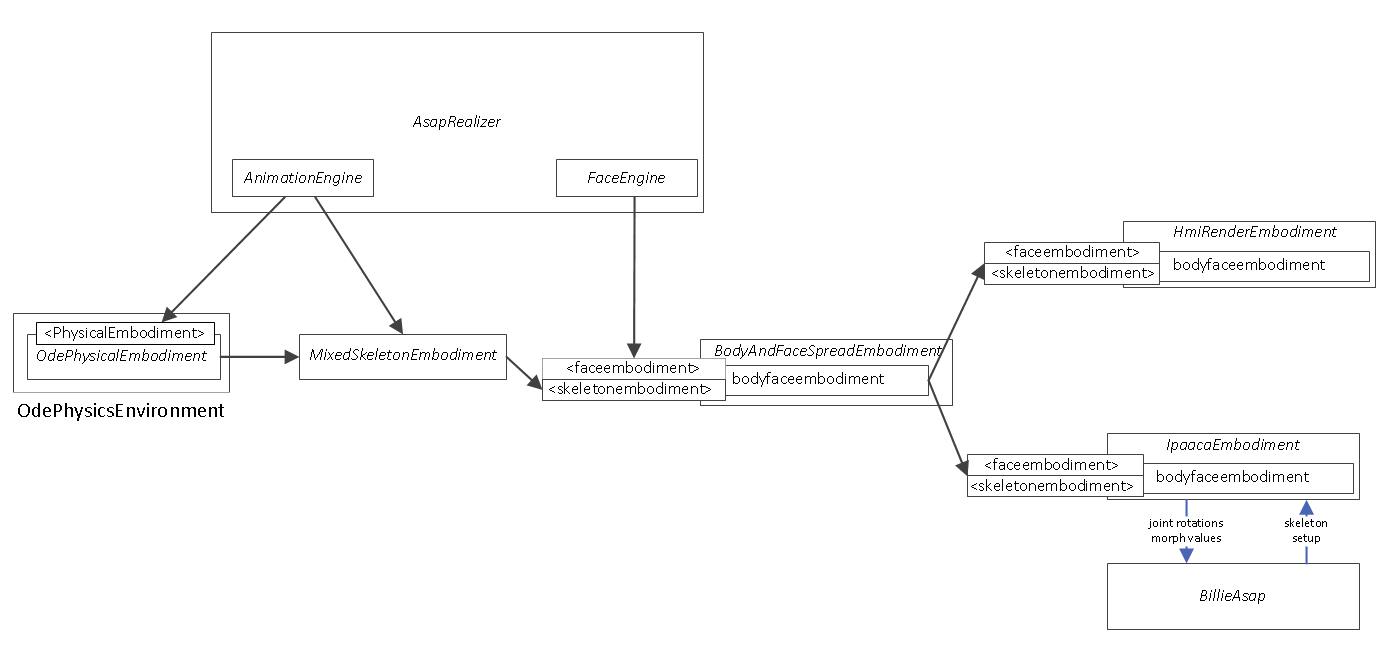 AsapRealizer
AnimationEngine
FaceEngine
HmiRenderEmbodiment
<faceembodiment>
<skeletonembodiment>
bodyfaceembodiment
<PhysicalEmbodiment>
OdePhysicalEmbodiment
OdePhysicsEnvironment
MixedSkeletonEmbodiment
BodyAndFaceSpreadEmbodiment
<faceembodiment>
<skeletonembodiment>
bodyfaceembodiment
IpaacaEmbodiment
<faceembodiment>
<skeletonembodiment>
bodyfaceembodiment
joint rotations
morph values
skeleton
setup
BillieAsap